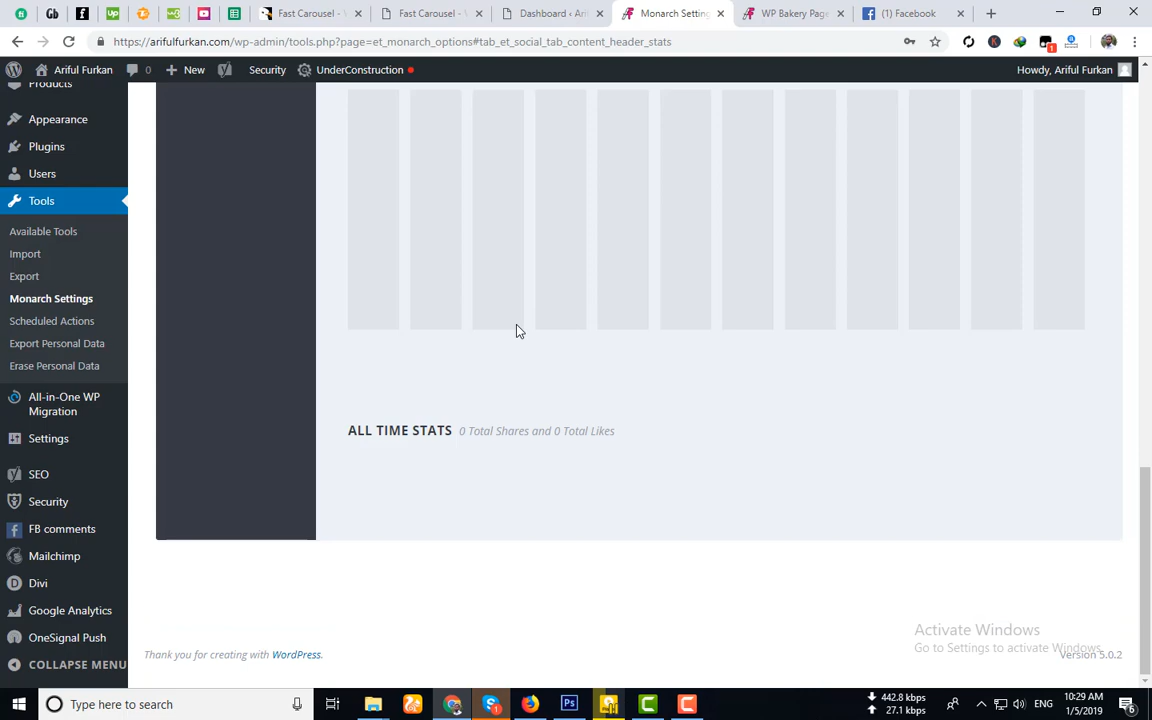 Fast Carousel - V
Fast Carousel - V
Dashboard ‹ Ari
Monarch Setting
WP Bakery Page
(1) Facebook
https://arifulfurkan.com/wp-admin/tools.php?page=et_monarch_options#tab_et_social_tab_content_header_stats
Ariful Furkan
0
New
Security
UnderConstruction
Howdy, Ariful Furkan
Products
Appearance
Plugins
Users
Tools
Available Tools
Import
Export
Monarch Settings
Scheduled Actions
Export Personal Data
Erase Personal Data
All-in-One WP
Migration
Settings
SEO
Security
FB comments
Mailchimp
Divi
Google Analytics
OneSignal Push
COLLAPSE MENU
ALL TIME STATS 0 Total Shares and 0 Total Likes
Thank you for creating with WordPress.
Activate Windows
Go to Settings to activate Windows.
Version 5.0.2
Type here to search
442.8 kbps
27.1 kbps
ENG
10:29 AM
1/5/2019
6